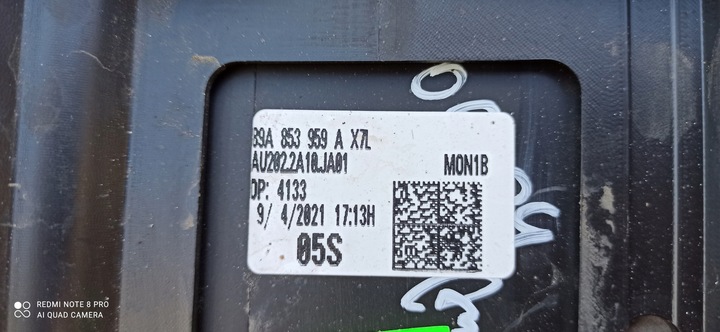 89A 853 959 A X7L
AU202.2A10.JA01
MON1B
OP: 4133
9/ 4/2021 17:13H
05S
REDMI NOTE 8 PRO
AI QUAD CAMERA